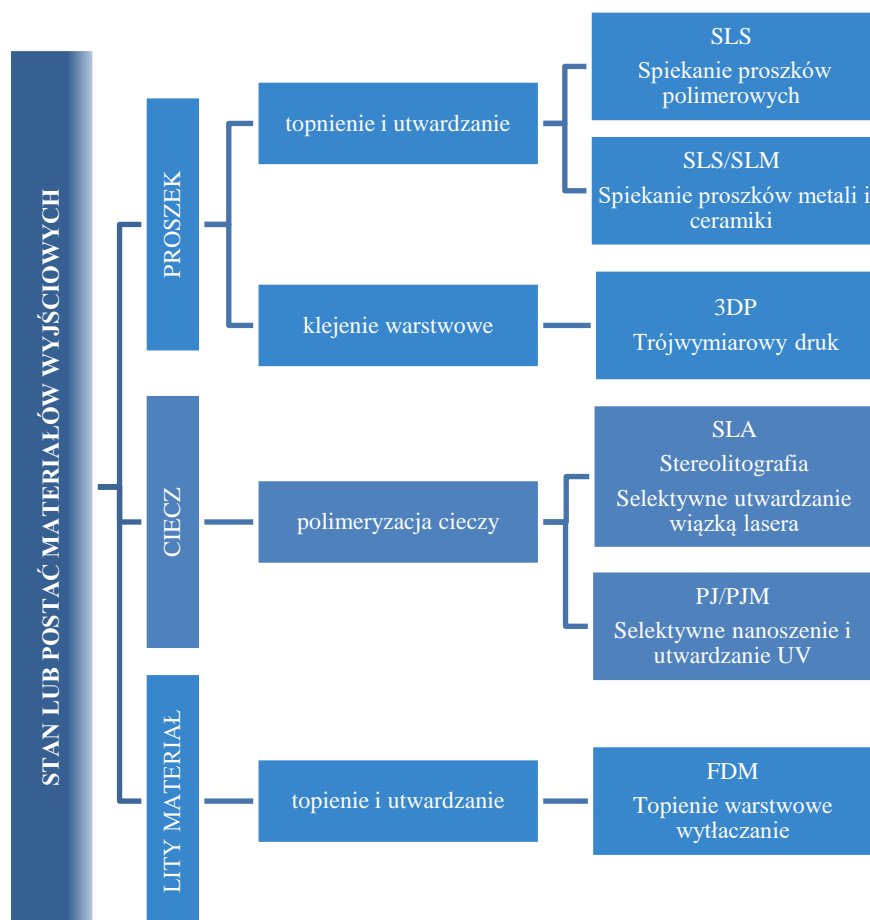 STAN LUB POSTAĆ MATERIAŁÓW WYJŚCIOWYCH
PROSZEK
topnienie i utwardzanie
SLS
Spiekanie proszków
polimerowych
SLS/SLM
Spiekanie proszków metali i
ceramiki
klejenie warstwowe
3DP
Trójwymiarowy druk
CIECZ
polimeryzacja cieczy
SLA
Stereolitografia
Selektywne utwardzanie
wiązką lasera
PJ/PJM
Selektywne nanoszenie i
utwardzanie UV
LITY MATERIAŁ
topienie i utwardzanie
FDM
Topienie warstwowe
wytłaczanie